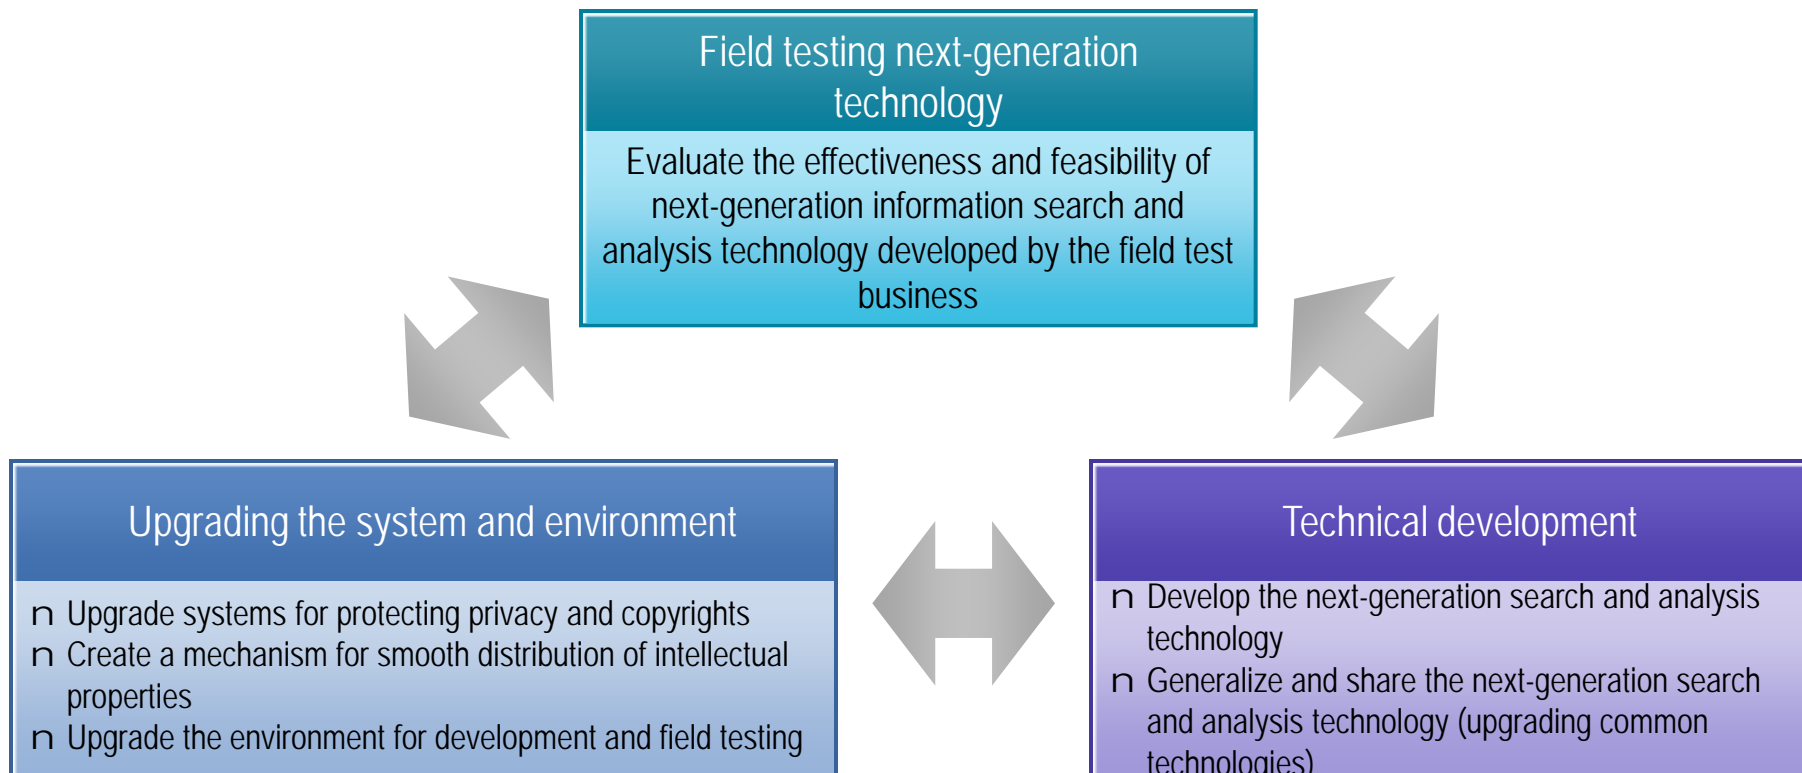 Field testing next-generation
technology
Evaluate the effectiveness and feasibility of
next-generation information search and
analysis technology developed by the field test
business
Upgrading the system and environment
n Upgrade systems for protecting privacy and copyrights
n Create a mechanism for smooth distribution of intellectual
properties
n Upgrade the environment for development and field testing
Technical development
n Develop the next-generation search and analysis
technology
n Generalize and share the next-generation search
and analysis technology (upgrading common
technologies)